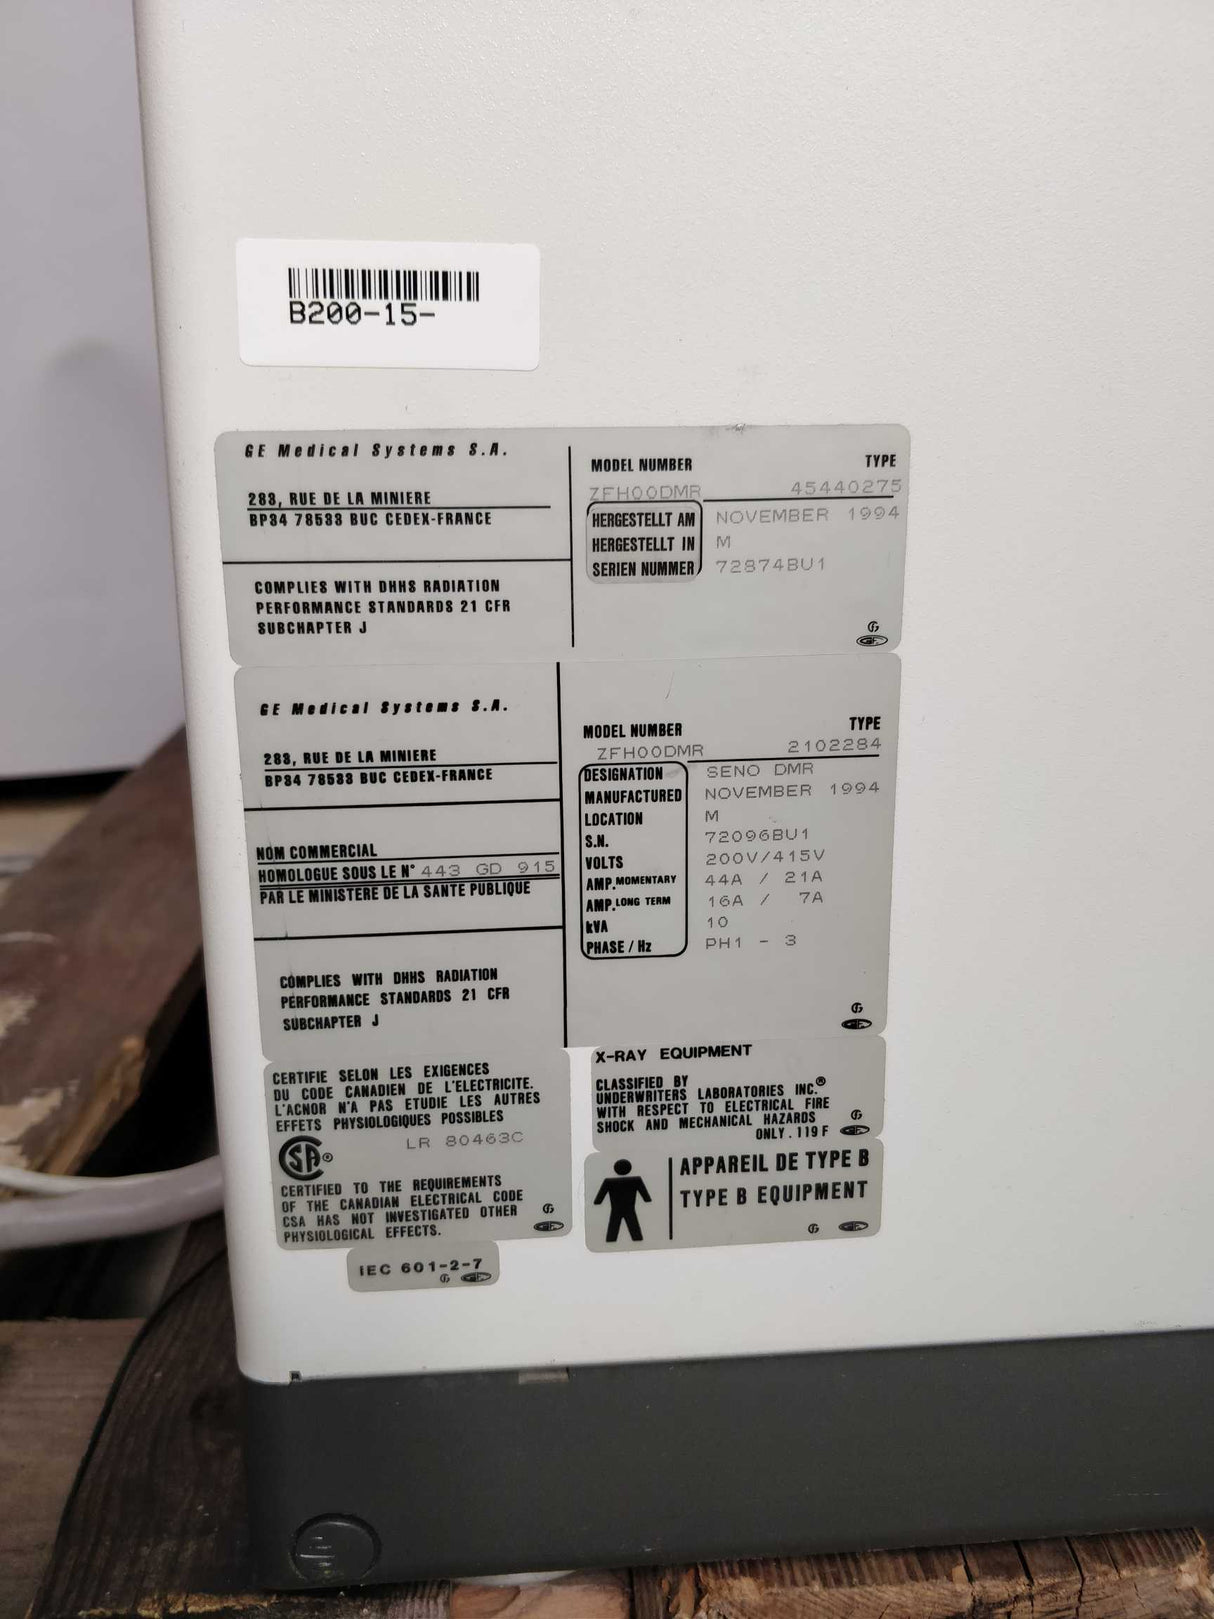 B200-15-
GE Medical Systems S.A.
283, RUE DE LA MINIERE
BP34 78533 BUC CEDEX-FRANCE
COMPLIES WITH DHHS RADIATION
PERFORMANCE STANDARDS 21 CFR
SUBCHAPTER J
MODEL NUMBER TYPE
ZFH00DMR 45440275
HERGESTELLT AM NOVEMBER 1994
HERGESTELLT IN M
SERIEN NUMMER 72874BU1
GE
GE Medical Systems S.A.
283, RUE DE LA MINIERE
BP34 78533 BUC CEDEX-FRANCE
NOM COMMERCIAL
HOMOLOGUE SOUS LE N° 443 GD 915
PAR LE MINISTERE DE LA SANTE PUBLIQUE
COMPLIES WITH DHHS RADIATION
PERFORMANCE STANDARDS 21 CFR
SUBCHAPTER J
MODEL NUMBER TYPE
ZFH00DMR 2102284
DESIGNATION SENO DMR
MANUFACTURED NOVEMBER 1994
LOCATION M
S.N. 72096BU1
VOLTS 200V/415V
AMP.MOMENTARY 44A / 21A
AMP.LONG TERM 16A / 7A
kVA 10
PHASE / Hz PH1 - 3
GE
CERTIFIE SELON LES EXIGENCES
DU CODE CANADIEN DE L'ELECTRICITE.
L'ACNOR N'A PAS ETUDIE LES AUTRES
EFFETS PHYSIOLOGIQUES POSSIBLES
LR 80463C
SA®
CERTIFIED TO THE REQUIREMENTS
OF THE CANADIAN ELECTRICAL CODE
CSA HAS NOT INVESTIGATED OTHER
PHYSIOLOGICAL EFFECTS.
GE
IEC 601-2-7
GE
X-RAY EQUIPMENT
CLASSIFIED BY
UNDERWRITERS LABORATORIES INC.®
WITH RESPECT TO ELECTRICAL FIRE
SHOCK AND MECHANICAL HAZARDS
ONLY. 119 F
GE
APPAREIL DE TYPE B
TYPE B EQUIPMENT
GE